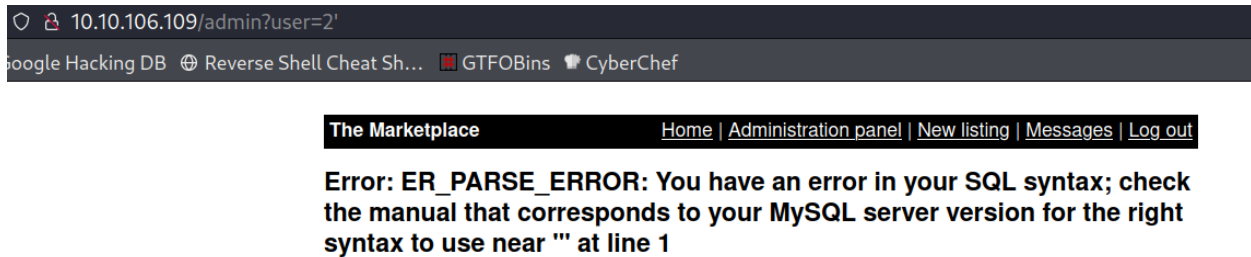 10.10.106.109/admin?user=2'
Google Hacking DB Reverse Shell Cheat Sh... GTFOBins CyberChef
The Marketplace Home | Administration panel | New listing | Messages | Log out
Error: ER_PARSE_ERROR: You have an error in your SQL syntax; check
the manual that corresponds to your MySQL server version for the right
syntax to use near ''' at line 1